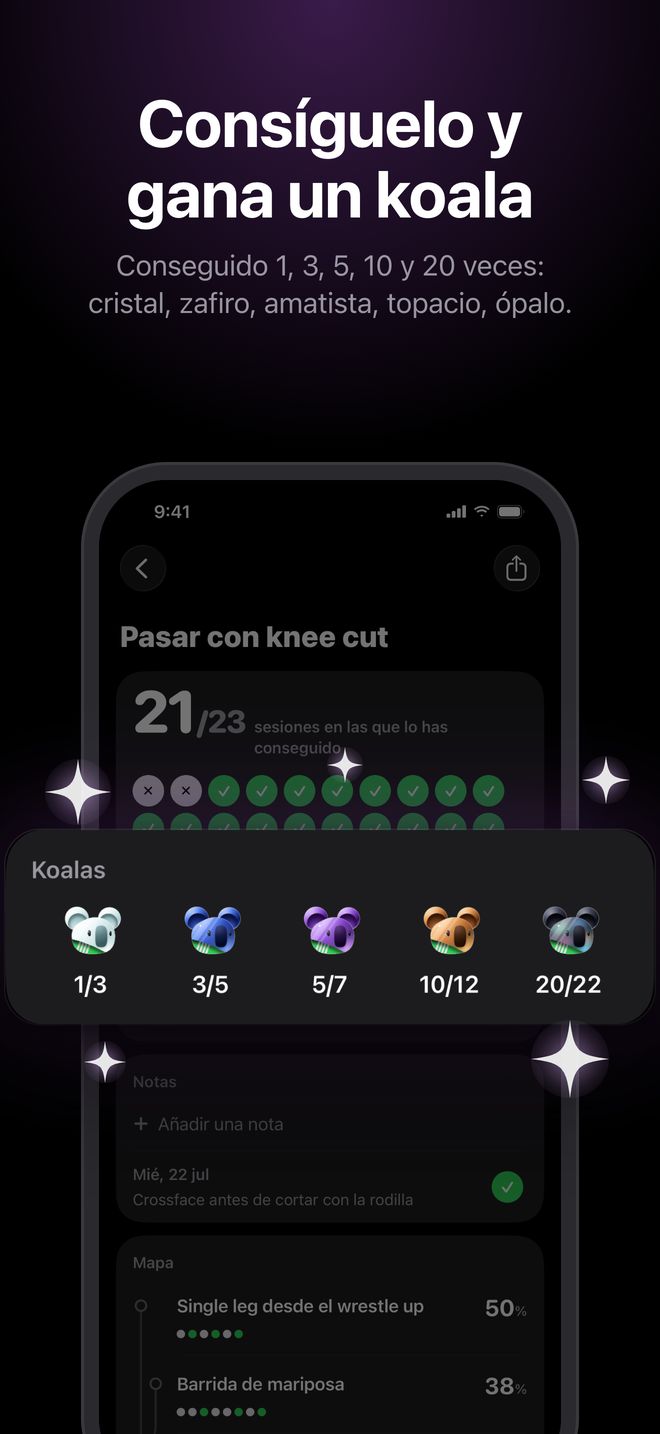 Consíguelo y
gana un koala
Conseguido 1, 3, 5, 10 y 20 veces:
cristal, zafiro, amatista, topacio, ópalo.
9:41
Pasar con knee cut
21/23 sesiones en las que lo has
conseguido
Koalas
1/3 3/5 5/7 10/12 20/22
Notas
+ Añadir una nota
Mié, 22 jul
Crossface antes de cortar con la rodilla
Mapa
Single leg desde el wrestle up 50%
Barrida de mariposa 38%